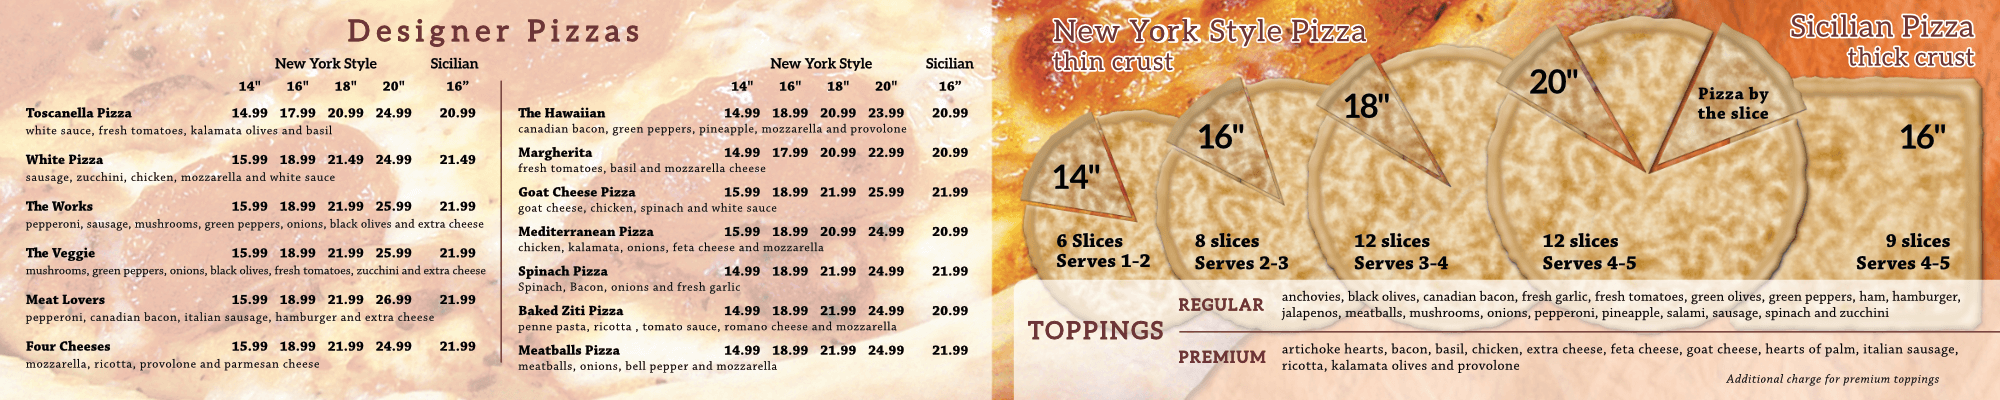 Designer Pizzas
New York Style Sicilian
14" 16" 18" 20" 16”
Toscanella Pizza 14.99 17.99 20.99 24.99 20.99
white sauce, fresh tomatoes, kalamata olives and basil
White Pizza 15.99 18.99 21.49 24.99 21.49
sausage, zucchini, chicken, mozzarella and white sauce
The Works 15.99 18.99 21.99 25.99 21.99
pepperoni, sausage, mushrooms, green peppers, onions, black olives and extra cheese
The Veggie 15.99 18.99 21.99 25.99 21.99
mushrooms, green peppers, onions, black olives, fresh tomatoes, zucchini and extra cheese
Meat Lovers 15.99 18.99 21.99 26.99 21.99
pepperoni, canadian bacon, italian sausage, hamburger and extra cheese
Four Cheeses 15.99 18.99 21.99 24.99 21.99
mozzarella, ricotta, provolone and parmesan cheese
New York Style Sicilian
14" 16" 18" 20" 16”
The Hawaiian 14.99 18.99 20.99 23.99 20.99
canadian bacon, green peppers, pineapple, mozzarella and provolone
Margherita 14.99 17.99 20.99 22.99 20.99
fresh tomatoes, basil and mozzarella cheese
Goat Cheese Pizza 15.99 18.99 21.99 25.99 21.99
goat cheese, chicken, spinach and white sauce
Mediterranean Pizza 15.99 18.99 20.99 24.99 20.99
chicken, kalamata, onions, feta cheese and mozzarella
Spinach Pizza 14.99 18.99 21.99 24.99 21.99
Spinach, Bacon, onions and fresh garlic
Baked Ziti Pizza 14.99 18.99 21.99 24.99 20.99
penne pasta, ricotta , tomato sauce, romano cheese and mozzarella
Meatballs Pizza 14.99 18.99 21.99 24.99 21.99
meatballs, onions, bell pepper and mozzarella
New York Style Pizza
thin crust
Sicilian Pizza
thick crust
14"
6 Slices
Serves 1-2
16"
8 slices
Serves 2-3
18"
12 slices
Serves 3-4
20"
Pizza by
the slice
12 slices
Serves 4-5
16"
9 slices
Serves 4-5
TOPPINGS
REGULAR
anchovies, black olives, canadian bacon, fresh garlic, fresh tomatoes, green olives, green peppers, ham, hamburger,
jalapenos, meatballs, mushrooms, onions, pepperoni, pineapple, salami, sausage, spinach and zucchini
PREMIUM
artichoke hearts, bacon, basil, chicken, extra cheese, feta cheese, goat cheese, hearts of palm, italian sausage,
ricotta, kalamata olives and provolone
Additional charge for premium toppings